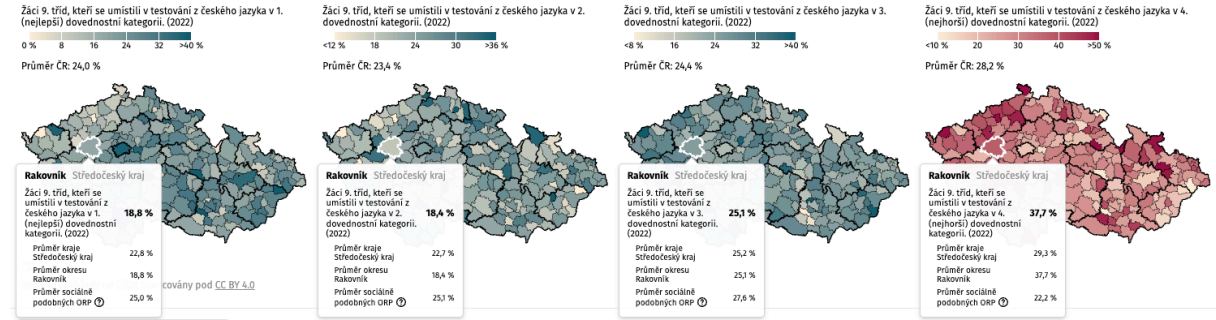 Žáci 9. tříd, kteří se umístili v testování z českého jazyka v 1.
(nejlepší) dovednostní kategorii. (2022)
0 % 8 16 24 32 >40 %
Průměr ČR: 24,0 %
Rakovník Středočeský kraj
Žáci 9. tříd, kteří se
umístili v testování z
českého jazyka v 1. 18,8 %
(nejlepší) dovednostní
kategorii. (2022)
Průměr kraje
Středočeský kraj 22,8 %
Průměr okresu
Rakovník 18,8 %
Průměr sociálně
podobných ORP ? 25,0 %
covány pod CC BY 4.0
Žáci 9. tříd, kteří se umístili v testování z českého jazyka v 2.
dovednostní kategorii. (2022)
<12 % 18 24 30 >36 %
Průměr ČR: 23,4 %
Rakovník Středočeský kraj
Žáci 9. tříd, kteří se
umístili v testování z
českého jazyka v 2. 18,4 %
dovednostní kategorii.
(2022)
Průměr kraje
Středočeský kraj 22,7 %
Průměr okresu
Rakovník 18,4 %
Průměr sociálně
podobných ORP ? 25,1 %
Žáci 9. tříd, kteří se umístili v testování z českého jazyka v 3.
dovednostní kategorii. (2022)
<8 % 16 24 32 >40 %
Průměr ČR: 24,4 %
Rakovník Středočeský kraj
Žáci 9. tříd, kteří se
umístili v testování z
českého jazyka v 3. 25,1 %
dovednostní kategorii.
(2022)
Průměr kraje
Středočeský kraj 25,2 %
Průměr okresu
Rakovník 25,1 %
Průměr sociálně
podobných ORP ? 27,6 %
Žáci 9. tříd, kteří se umístili v testování z českého jazyka v 4.
(nejhorší) dovednostní kategorii. (2022)
<10 % 20 30 40 >50 %
Průměr ČR: 28,2 %
Rakovník Středočeský kraj
Žáci 9. tříd, kteří se
umístili v testování z
českého jazyka v 4. 37,7 %
(nejhorší) dovednostní
kategorii. (2022)
Průměr kraje
Středočeský kraj 29,3 %
Průměr okresu
Rakovník 37,7 %
Průměr sociálně
podobných ORP ? 22,2 %